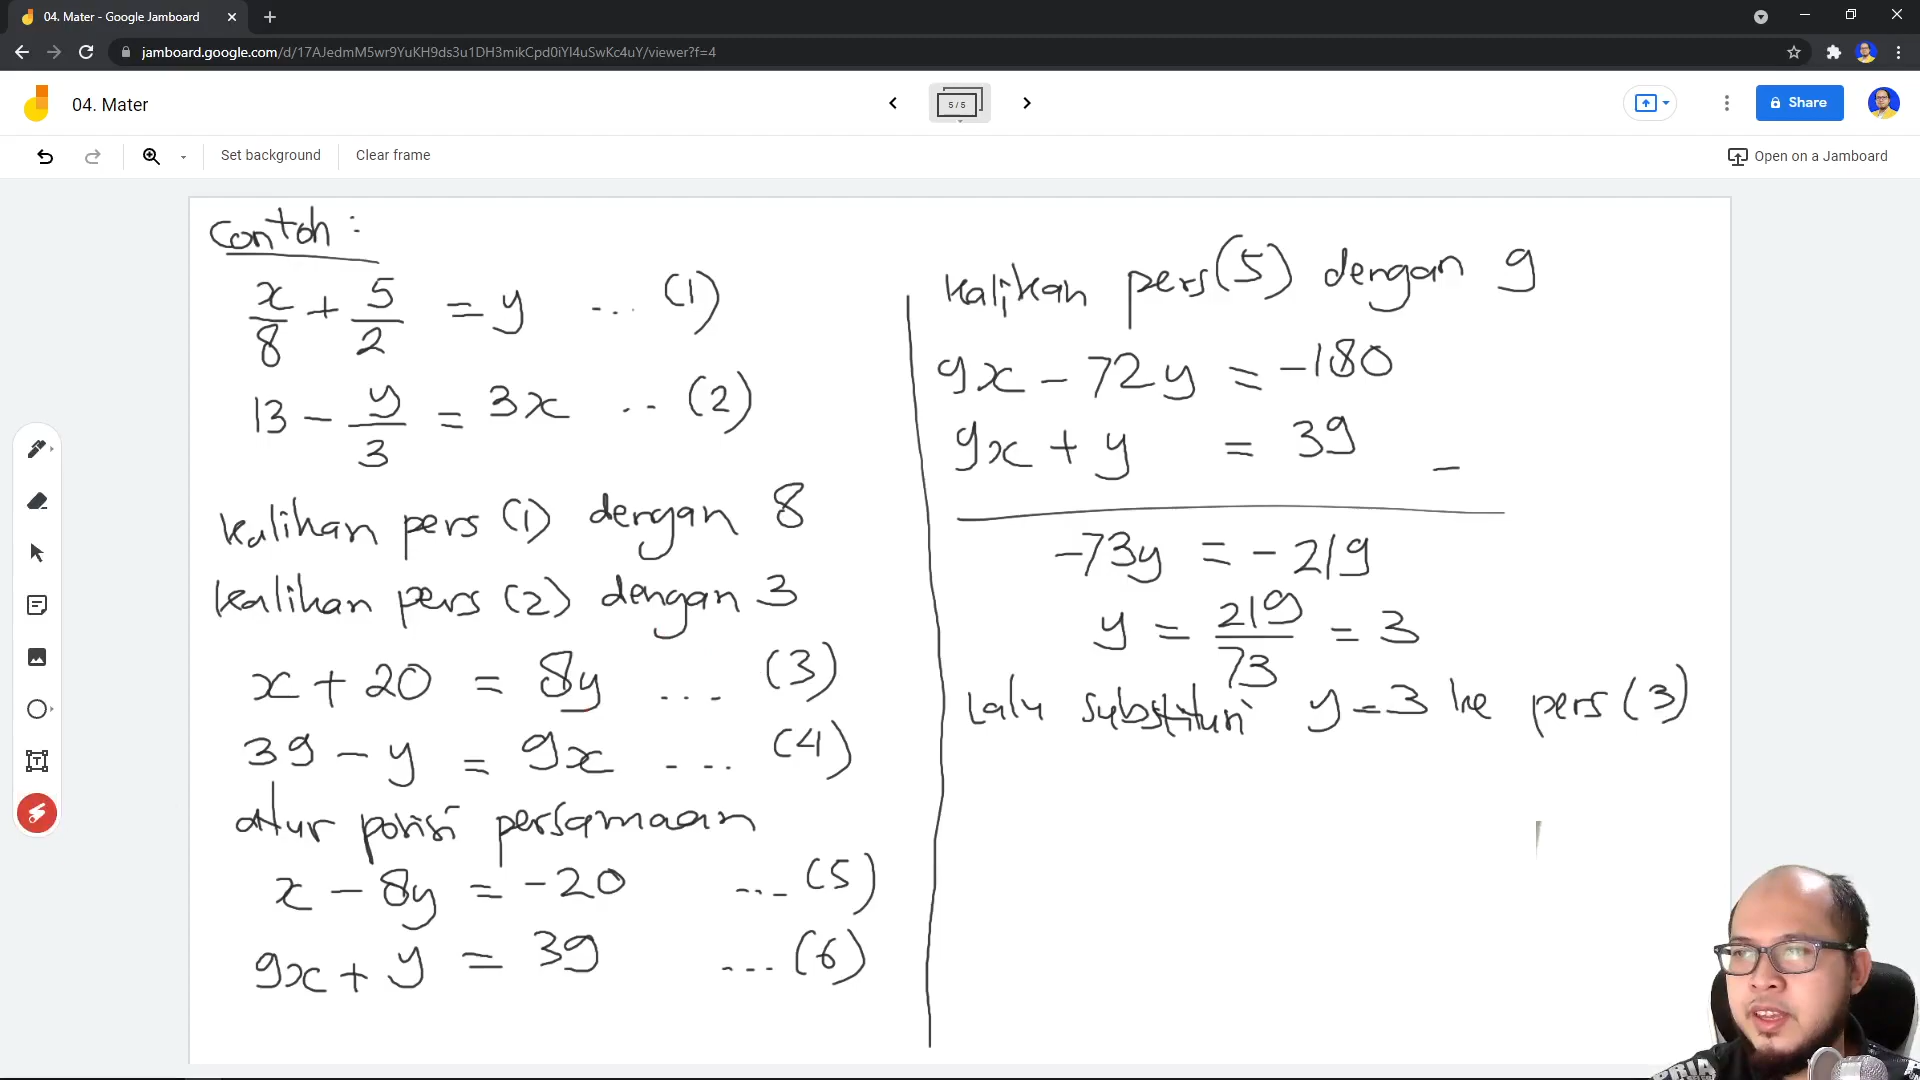 04. Mater - Google Jamboard
jamboard.google.com/d/17AJedmM5wr9YuKH9ds3u1DH3mikCpd0iYl4uSwKc4uY/viewer?f=4
04. Mater
5 / 5
Share
Set background
Clear frame
Open on a Jamboard
Contoh :
x/8 + 5/2 = y ... (1)
13 - y/3 = 3x .. (2)
kalikan pers (1) dengan 8
kalikan pers (2) dengan 3
x + 20 = 8y ... (3)
39 - y = 9x ... (4)
atur posisi persamaan
x - 8y = -20 ... (5)
9x + y = 39 ... (6)
kalikan pers (5) dengan 9
9x - 72y = -180
9x + y = 39 -
-73y = -219
y = 219/73 = 3
lalu substitusi y = 3 ke pers (3)
PRIA